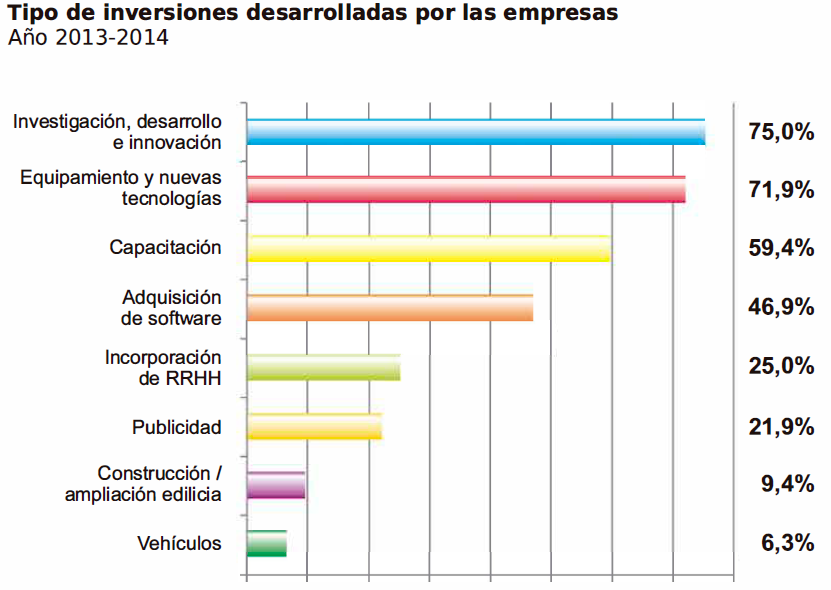 Tipo de inversiones desarrolladas por las empresas
Año 2013-2014
Investigación, desarrollo
e innovación
75,0%
Equipamiento y nuevas
tecnologías
71,9%
Capacitación
59,4%
Adquisición
de software
46,9%
Incorporación
de RRHH
25,0%
Publicidad
21,9%
Construcción /
ampliación edilicia
9,4%
Vehículos
6,3%